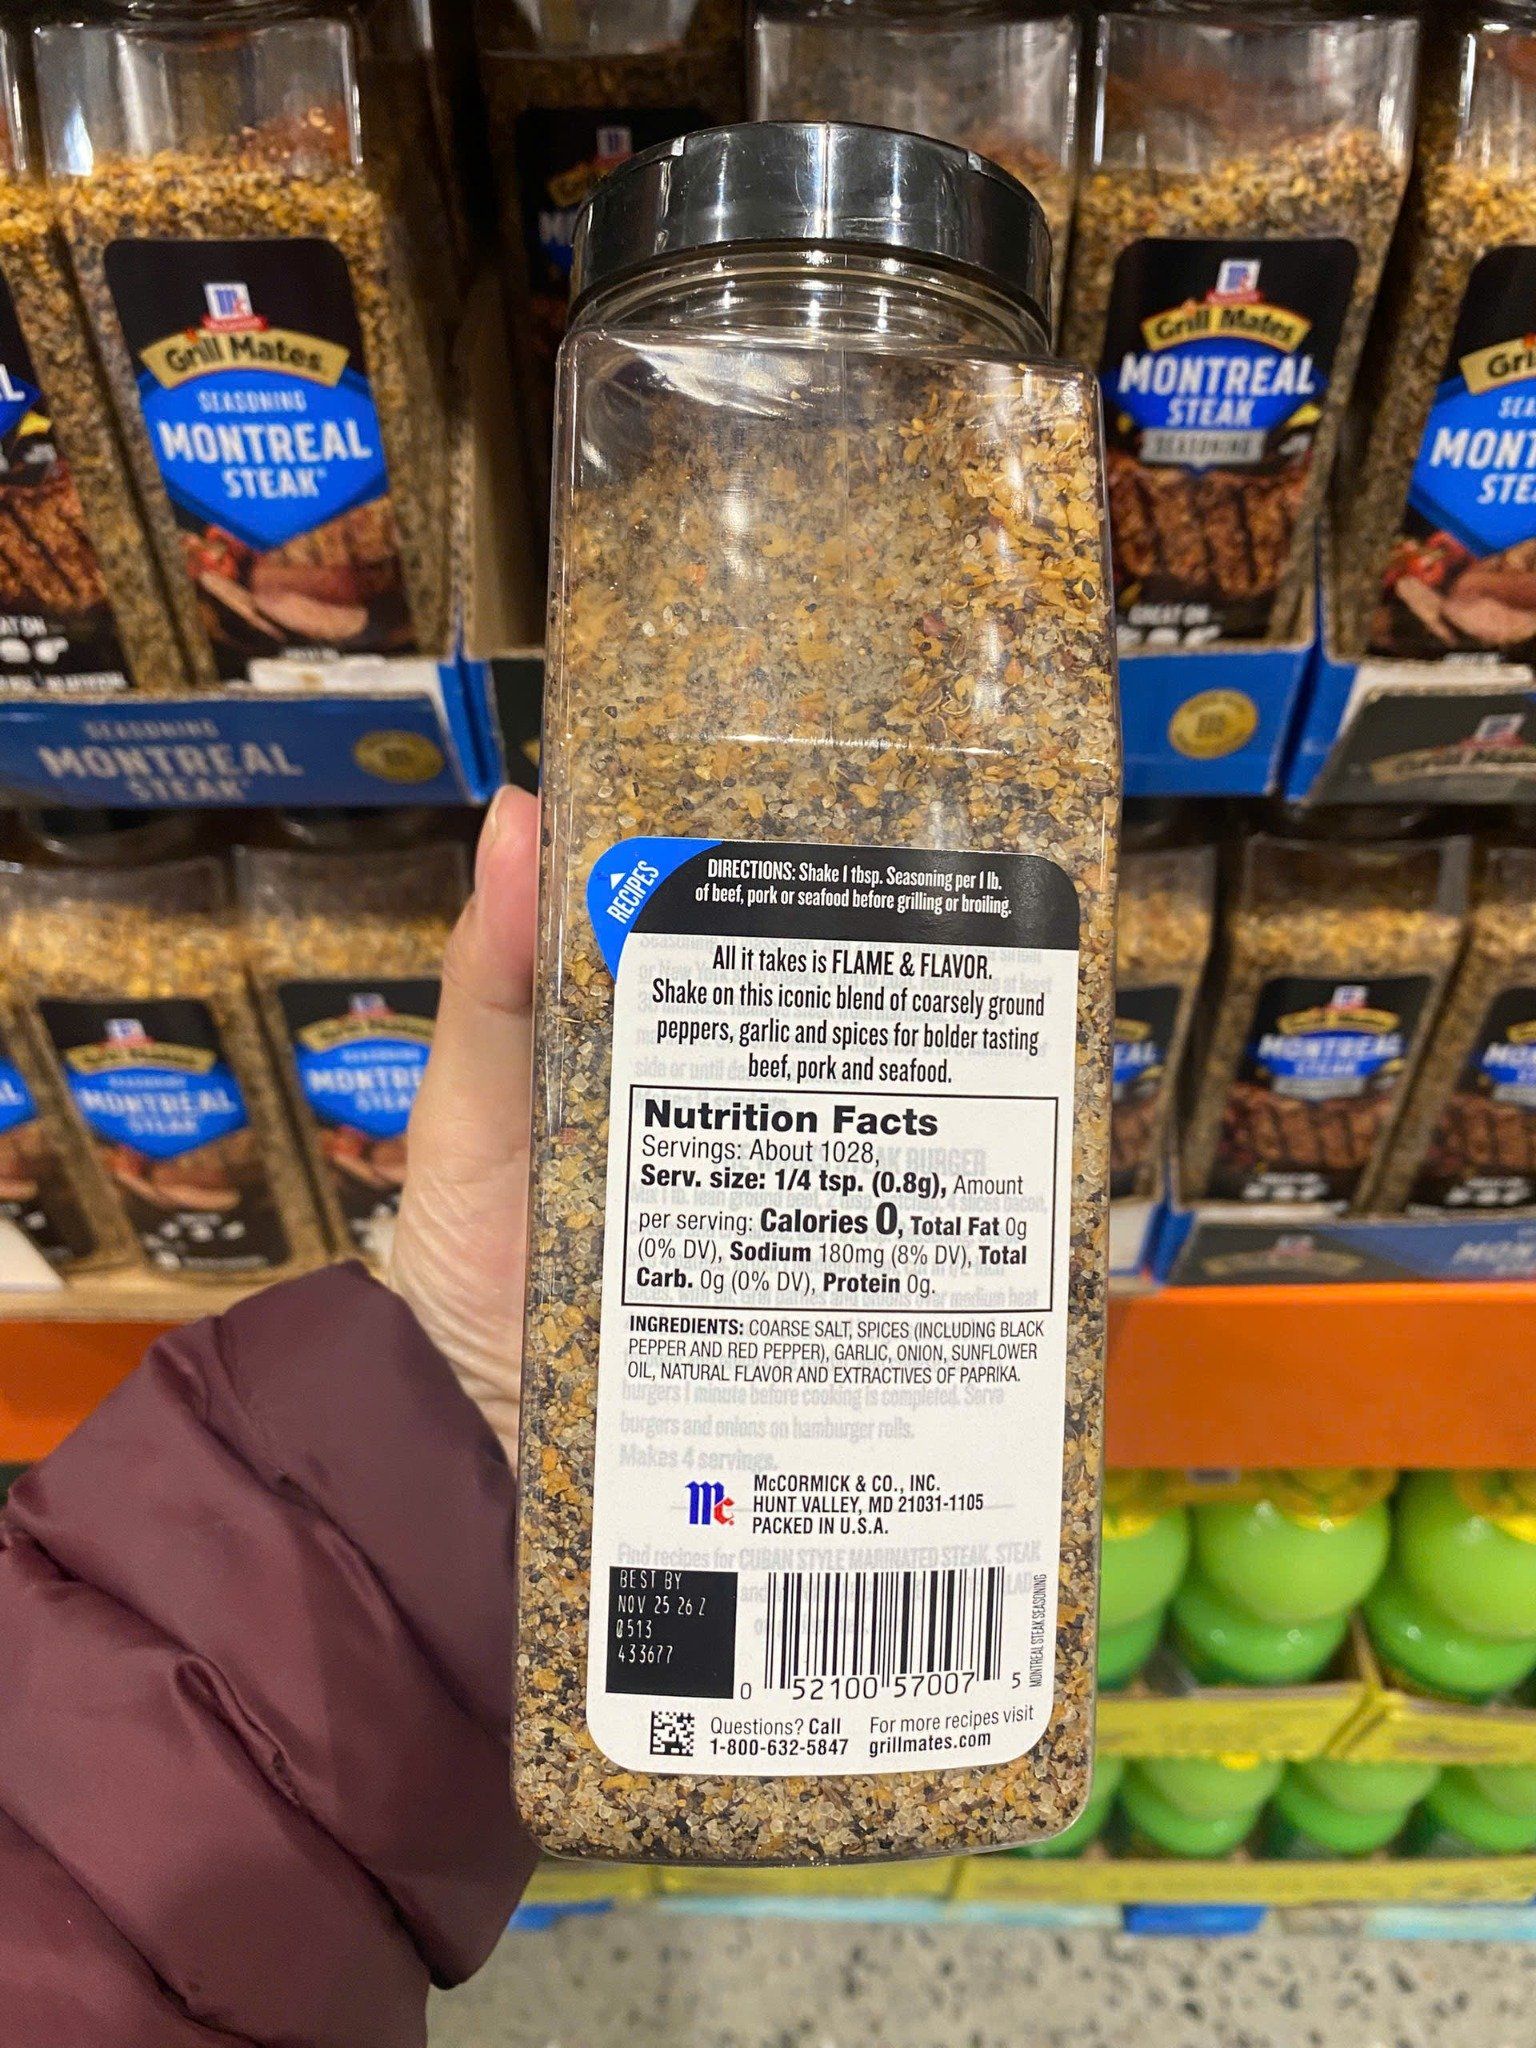 Grill Mates
SEASONING
MONTREAL
STEAK
Grill Mates
MONTREAL
STEAK
SEASONING
SEASONING
MONTREAL
STEAK
RECIPES
DIRECTIONS: Shake 1 tbsp. Seasoning per 1 lb.
of beef, pork or seafood before grilling or broiling.
All it takes is FLAME & FLAVOR.
Shake on this iconic blend of coarsely ground
peppers, garlic and spices for bolder tasting
beef, pork and seafood.
Nutrition Facts
Servings: About 1028,
Serv. size: 1/4 tsp. (0.8g), Amount
per serving: Calories 0, Total Fat 0g
(0% DV), Sodium 180mg (8% DV), Total
Carb. 0g (0% DV), Protein 0g.
INGREDIENTS: COARSE SALT, SPICES (INCLUDING BLACK
PEPPER AND RED PEPPER), GARLIC, ONION, SUNFLOWER
OIL, NATURAL FLAVOR AND EXTRACTIVES OF PAPRIKA.
burgers 1 minute before cooking is completed. Serve
burgers and onions on hamburger rolls.
Makes 4 servings.
Mc
McCORMICK & CO., INC.
HUNT VALLEY, MD 21031-1105
PACKED IN U.S.A.
Find recipes for CUBAN STYLE MARINATED STEAK, STEAK
BEST BY
NOV 25 26 Z
0513
433677
0 52100 57007 5
MONTREAL STEAK SEASONING
Questions? Call
1-800-632-5847
For more recipes visit
grillmates.com
MONTREAL
STEAK